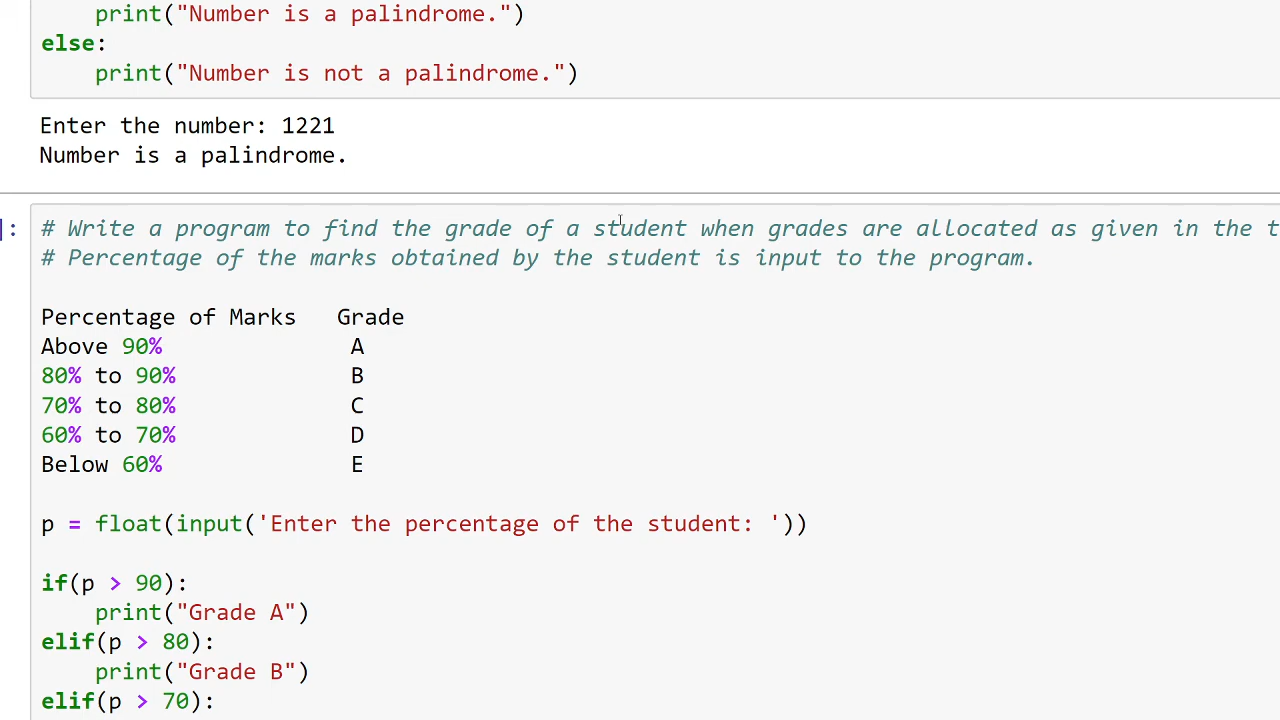 print("Number is a palindrome.")
else:
print("Number is not a palindrome.")
Enter the number: 1221
Number is a palindrome.
]: # Write a program to find the grade of a student when grades are allocated as given in the t
# Percentage of the marks obtained by the student is input to the program.
Percentage of Marks Grade
Above 90% A
80% to 90% B
70% to 80% C
60% to 70% D
Below 60% E
p = float(input('Enter the percentage of the student: '))
if(p > 90):
print("Grade A")
elif(p > 80):
print("Grade B")
elif(p > 70):